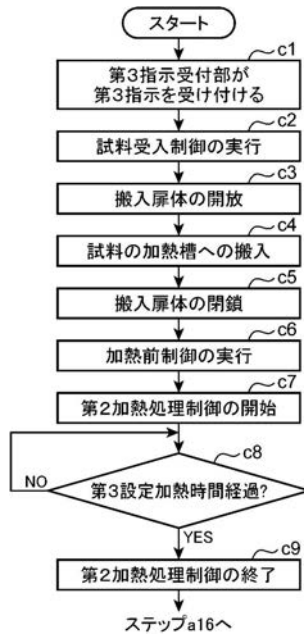 スタート
c1
第3指示受付部が
第3指示を受け付ける
c2
試料受入制御の実行
c3
搬入扉体の開放
c4
試料の加熱槽への搬入
c5
搬入扉体の閉鎖
c6
加熱前制御の実行
c7
第2加熱処理制御の開始
c8
第3設定加熱時間経過?
NO
YES
c9
第2加熱処理制御の終了
ステップa16へ